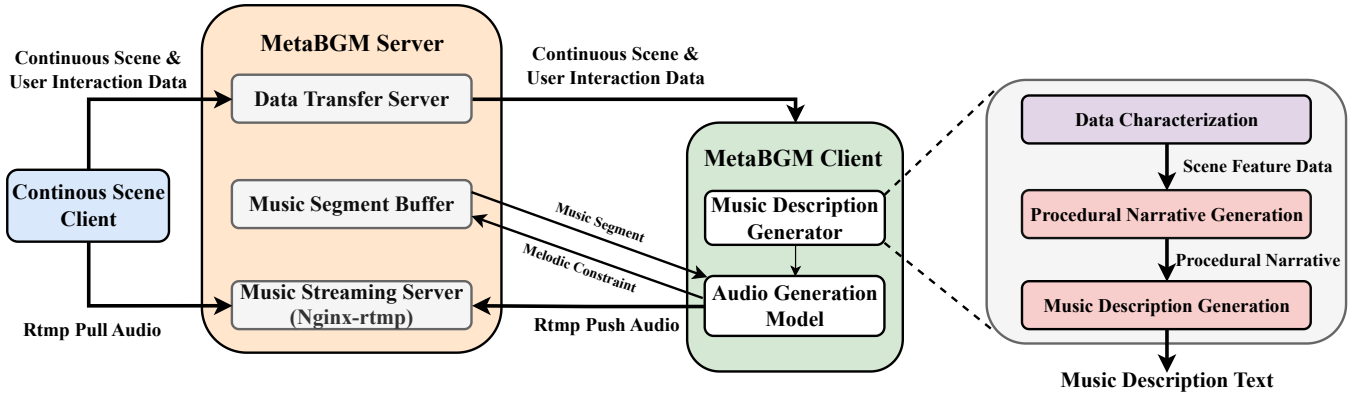 Continuous Scene &
User Interaction Data
MetaBGM Server
Data Transfer Server
Music Segment Buffer
Music Streaming Server
(Nginx-rtmp)
Continous Scene
Client
Rtmp Pull Audio
Continuous Scene &
User Interaction Data
Music Segment
Melodic Constraint
Rtmp Push Audio
MetaBGM Client
Music Description
Generator
Audio Generation
Model
Data Characterization
Scene Feature Data
Procedural Narrative Generation
Procedural Narrative
Music Description Generation
Music Description Text